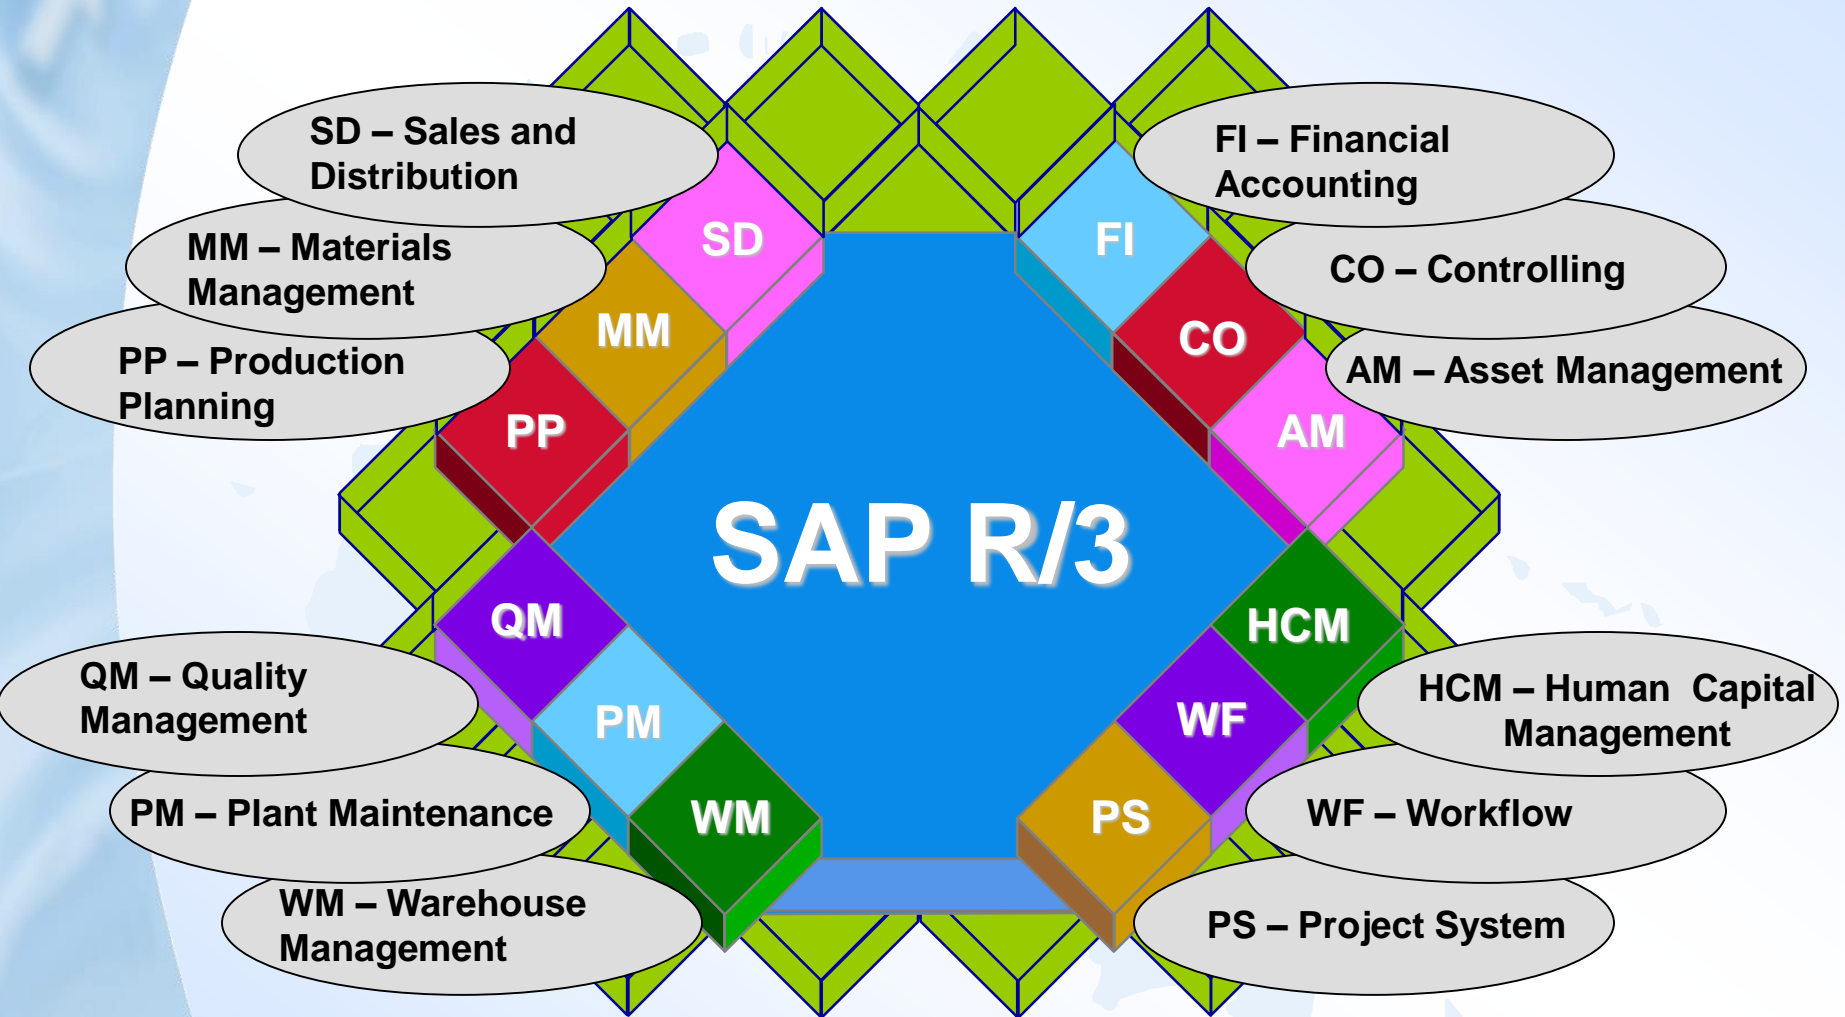 SD – Sales and
Distribution
MM – Materials
Management
PP – Production
Planning
QM – Quality
Management
PM – Plant Maintenance
WM – Warehouse
Management
SD
MM
PP
QM
PM
WM
SAP R/3
FI
CO
AM
HCM
WF
PS
FI – Financial
Accounting
CO – Controlling
AM – Asset Management
HCM – Human Capital
Management
WF – Workflow
PS – Project System